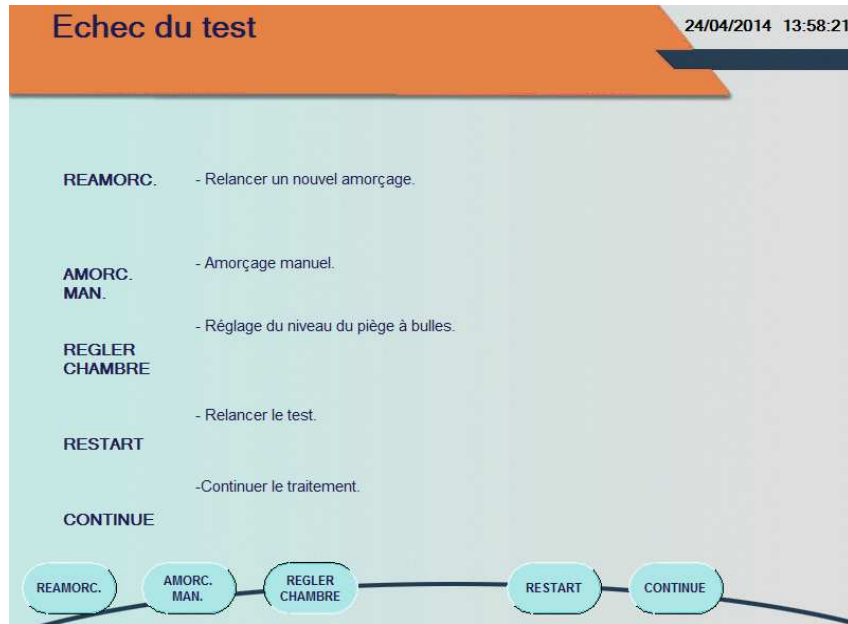 Echec du test
24/04/2014 13:58:21
REAMORC.
- Relancer un nouvel amorçage.
- Amorçage manuel.
AMORC.
MAN.
- Réglage du niveau du piège à bulles.
REGLER
CHAMBRE
- Relancer le test.
RESTART
-Continuer le traitement.
CONTINUE
REAMORC.
AMORC.
MAN.
REGLER
CHAMBRE
RESTART
CONTINUE